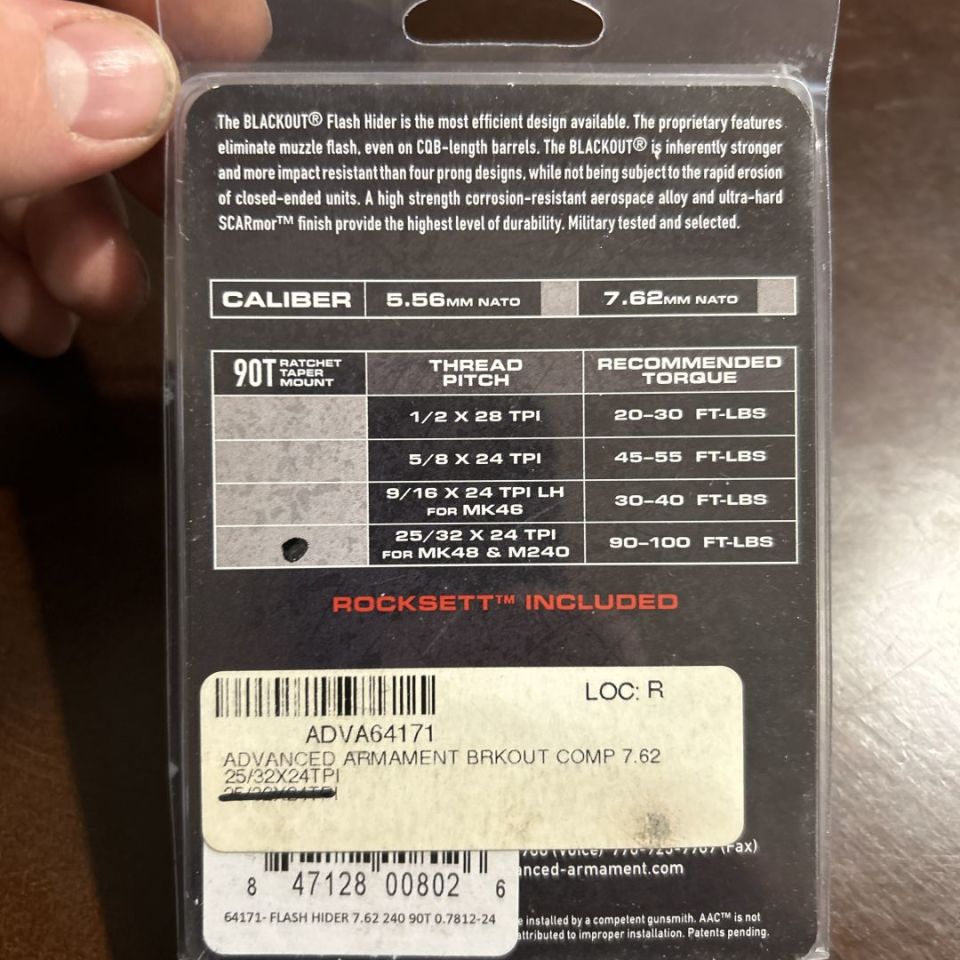 The BLACKOUT® Flash Hider is the most efficient design available. The proprietary features
eliminate muzzle flash, even on CQB-length barrels. The BLACKOUT® is inherently stronger
and more impact resistant than four prong designs, while not being subject to the rapid erosion
of closed-ended units. A high strength corrosion-resistant aerospace alloy and ultra-hard
SCARmor™ finish provide the highest level of durability. Military tested and selected.
CALIBER 5.56MM NATO 7.62MM NATO
90T RATCHET TAPER MOUNT THREAD PITCH RECOMMENDED TORQUE
1/2 X 28 TPI 20-30 FT-LBS
5/8 X 24 TPI 45-55 FT-LBS
9/16 X 24 TPI LH FOR MK46 30-40 FT-LBS
25/32 X 24 TPI FOR MK48 & M240 90-100 FT-LBS
ROCKSETT™ INCLUDED
LOC: R
ADVA64171
ADVANCED ARMAMENT BRKOUT COMP 7.62
25/32X24TPI
25/32X24TPI
(Voice) (Fax)
anced-armament.com
8 47128 00802 6
64171- FLASH HIDER 7.62 240 90T 0.7812-24
e installed by a competent gunsmith. AAC™ is not
attributed to improper installation. Patents pending.